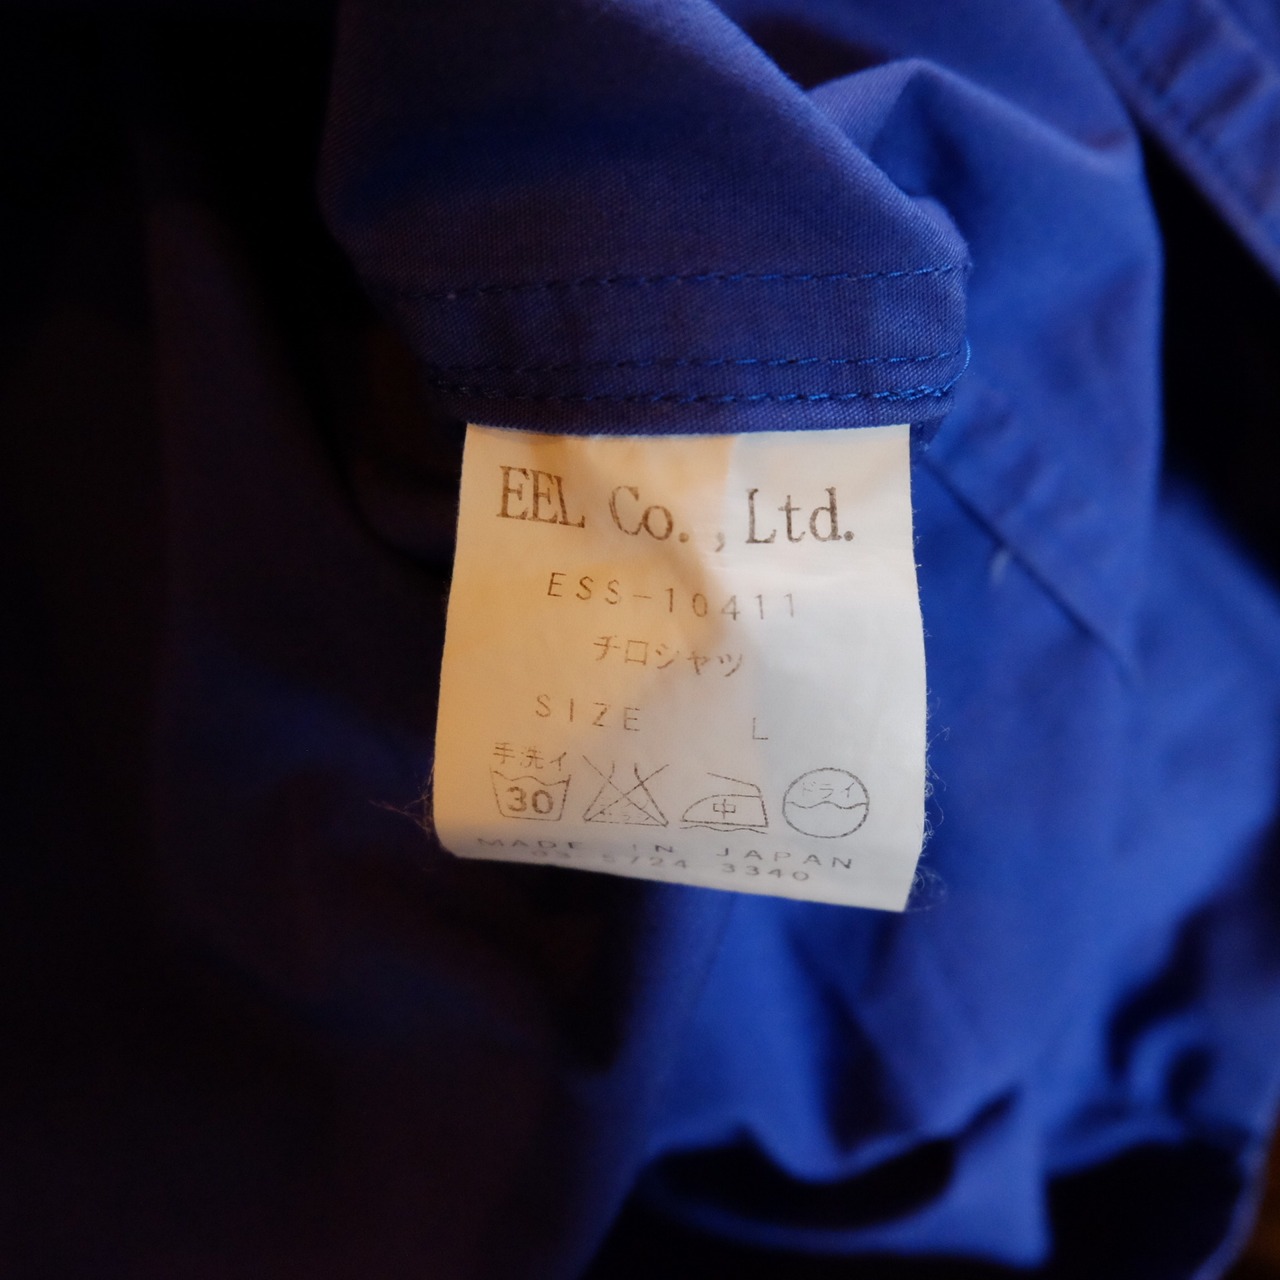 EEL Co., Ltd.
ESS-10411
チロシャツ
SIZE L
手洗イ
30 中 ドライ
MADE IN JAPAN
03 5724 3340